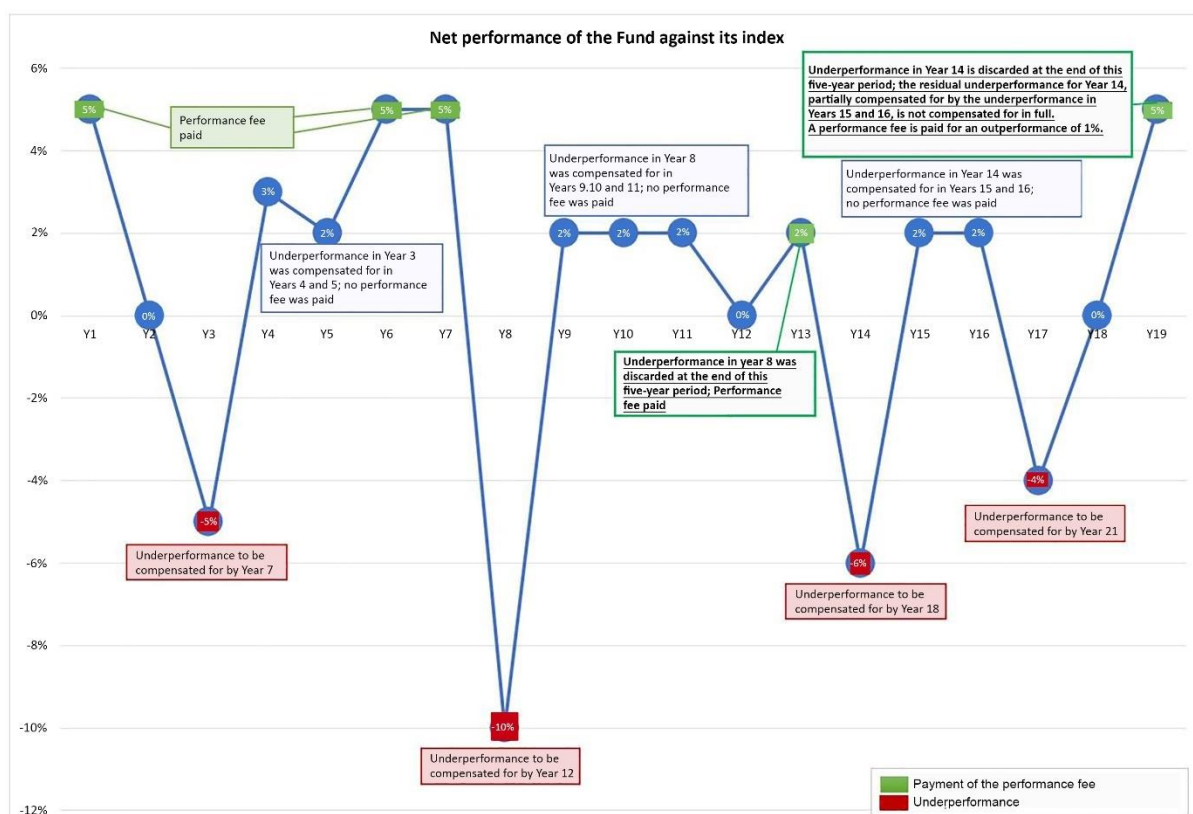 Net performance of the Fund against its index
6%
4%
2%
0%
-2%
-4%
-6%
-8%
-10%
-12%
5%
0%
-5%
3%
2%
5%
5%
-10%
2%
2%
2%
0%
2%
-6%
2%
2%
-4%
0%
5%
Y1
Y2
Y3
Y4
Y5
Y6
Y7
Y8
Y9
Y10
Y11
Y12
Y13
Y14
Y15
Y16
Y17
Y18
Y19
Performance fee
paid
Underperformance in Year 3
was compensated for in
Years 4 and 5; no performance
fee was paid
Underperformance to be
compensated for by Year 7
Underperformance in Year 8
was compensated for in
Years 9.10 and 11; no performance
fee was paid
Underperformance to be
compensated for by Year 12
Underperformance in year 8 was
discarded at the end of this
five-year period; Performance
fee paid
Underperformance in Year 14 is discarded at the end of this
five-year period; the residual underperformance for Year 14,
partially compensated for by the underperformance in
Years 15 and 16, is not compensated for in full.
A performance fee is paid for an outperformance of 1%.
Underperformance in Year 14 was
compensated for in Years 15 and 16;
no performance fee was paid
Underperformance to be
compensated for by Year 18
Underperformance to be
compensated for by Year 21
Payment of the performance fee
Underperformance